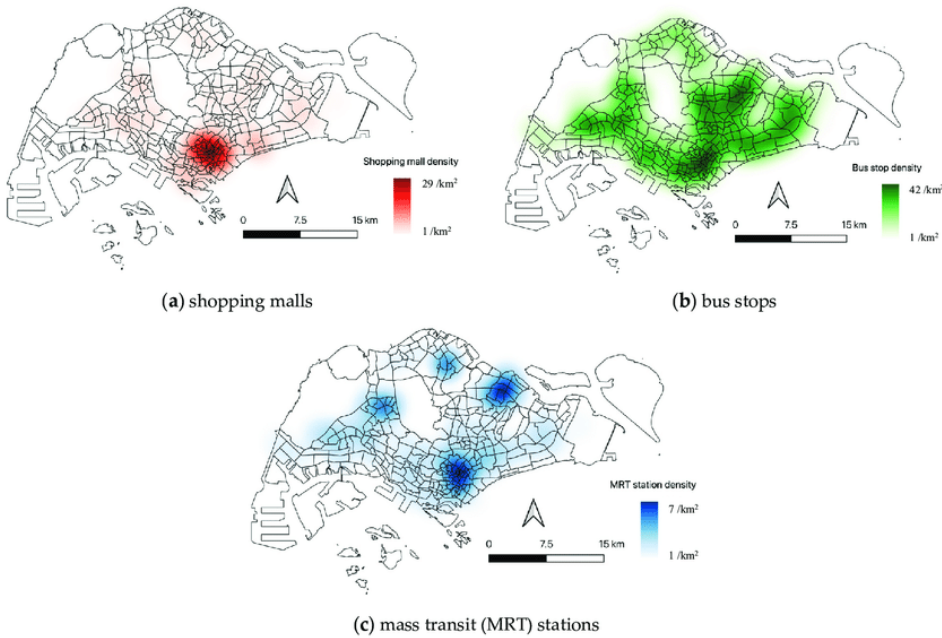 Shopping mall density
29 /km²
1 /km²
0 7.5 15 km
Bus stop density
42 /km²
1 /km²
0 7.5 15 km
(a) shopping malls
(b) bus stops
MRT station density
7 /km²
1 /km²
0 7.5 15 km
(c) mass transit (MRT) stations